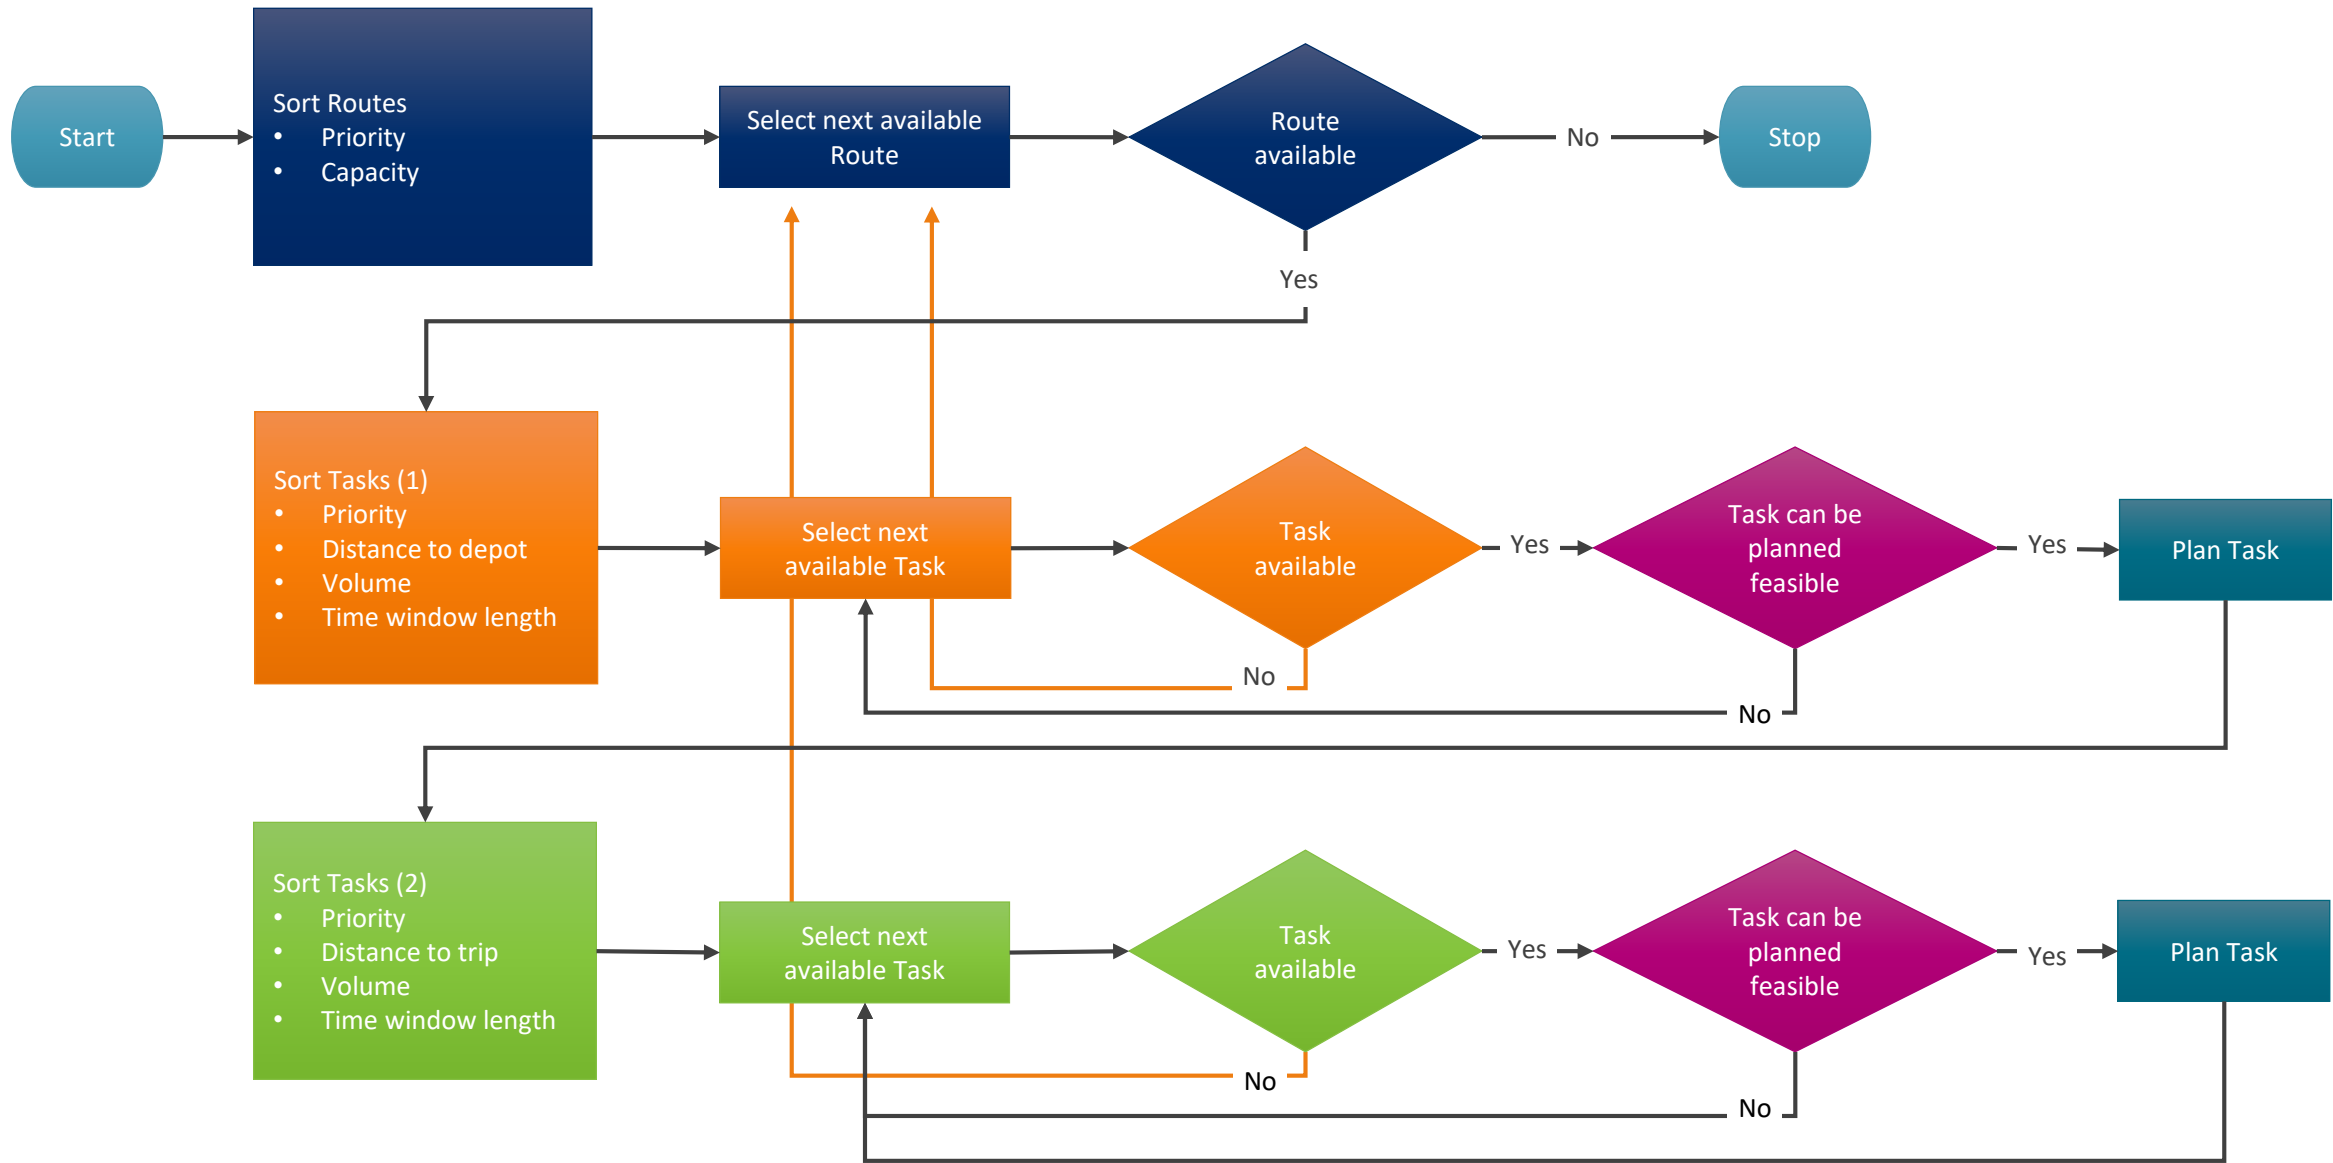 Start
Sort Routes
• Priority
• Capacity
Select next available
Route
Route
available
No
Stop
Yes
Sort Tasks (1)
• Priority
• Distance to depot
• Volume
• Time window length
Select next
available Task
Task
available
Yes
Task can be
planned
feasible
Yes
Plan Task
No
No
Sort Tasks (2)
• Priority
• Distance to trip
• Volume
• Time window length
Select next
available Task
Task
available
Yes
Task can be
planned
feasible
Yes
Plan Task
No
No